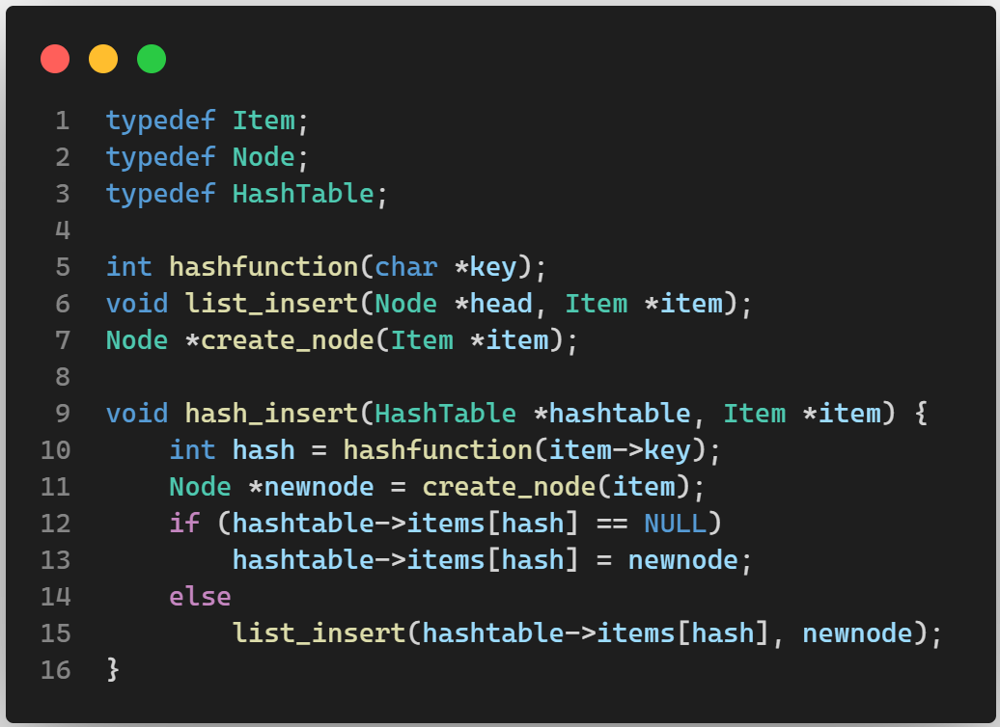 1 typedef Item;
2 typedef Node;
3 typedef HashTable;
4
5 int hashfunction(char *key);
6 void list_insert(Node *head, Item *item);
7 Node *create_node(Item *item);
8
9 void hash_insert(HashTable *hashtable, Item *item) {
10     int hash = hashfunction(item->key);
11     Node *newnode = create_node(item);
12     if (hashtable->items[hash] == NULL)
13         hashtable->items[hash] = newnode;
14     else
15         list_insert(hashtable->items[hash], newnode);
16 }